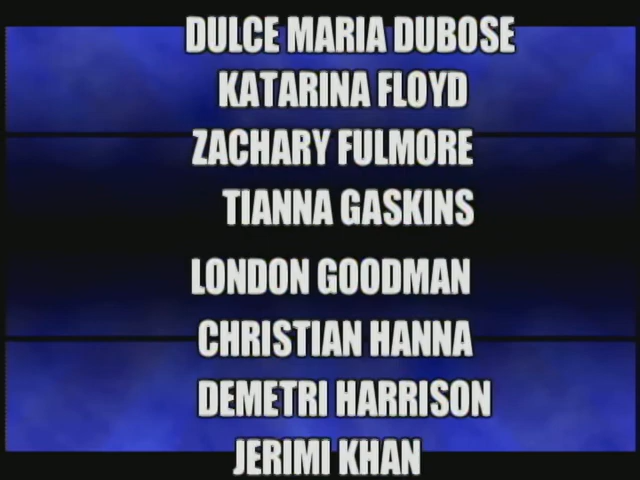 DULCE MARIA DUBOSE
KATARINA FLOYD
ZACHARY FULMORE
TIANNA GASKINS
LONDON GOODMAN
CHRISTIAN HANNA
DEMETRI HARRISON
JERIMI KHAN